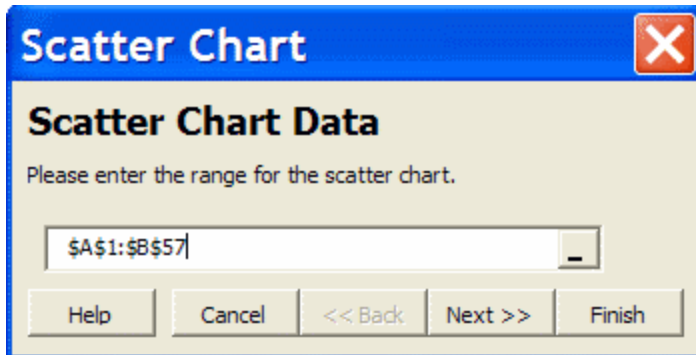 Scatter Chart
Scatter Chart Data
Please enter the range for the scatter chart.
$A$1:$B$57
Help Cancel << Back Next >> Finish